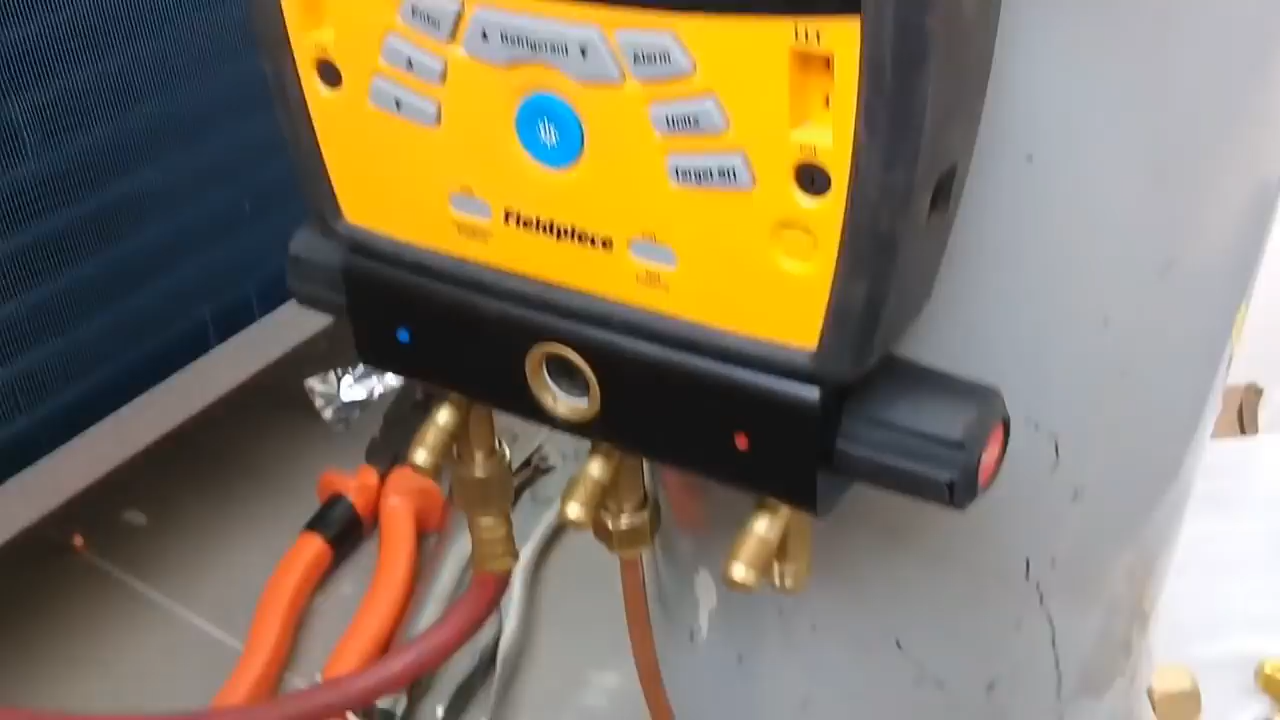 Enter
▲ Refrigerant ▼
Alarm
Units
Target SH
Fieldpiece